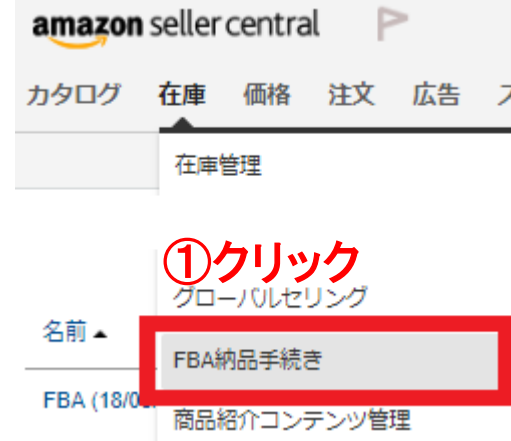 amazon seller central
カタログ 在庫 価格 注文 広告
在庫管理
①クリック
グローバルセリング
名前
FBA納品手続き
FBA (18/0
商品紹介コンテンツ管理